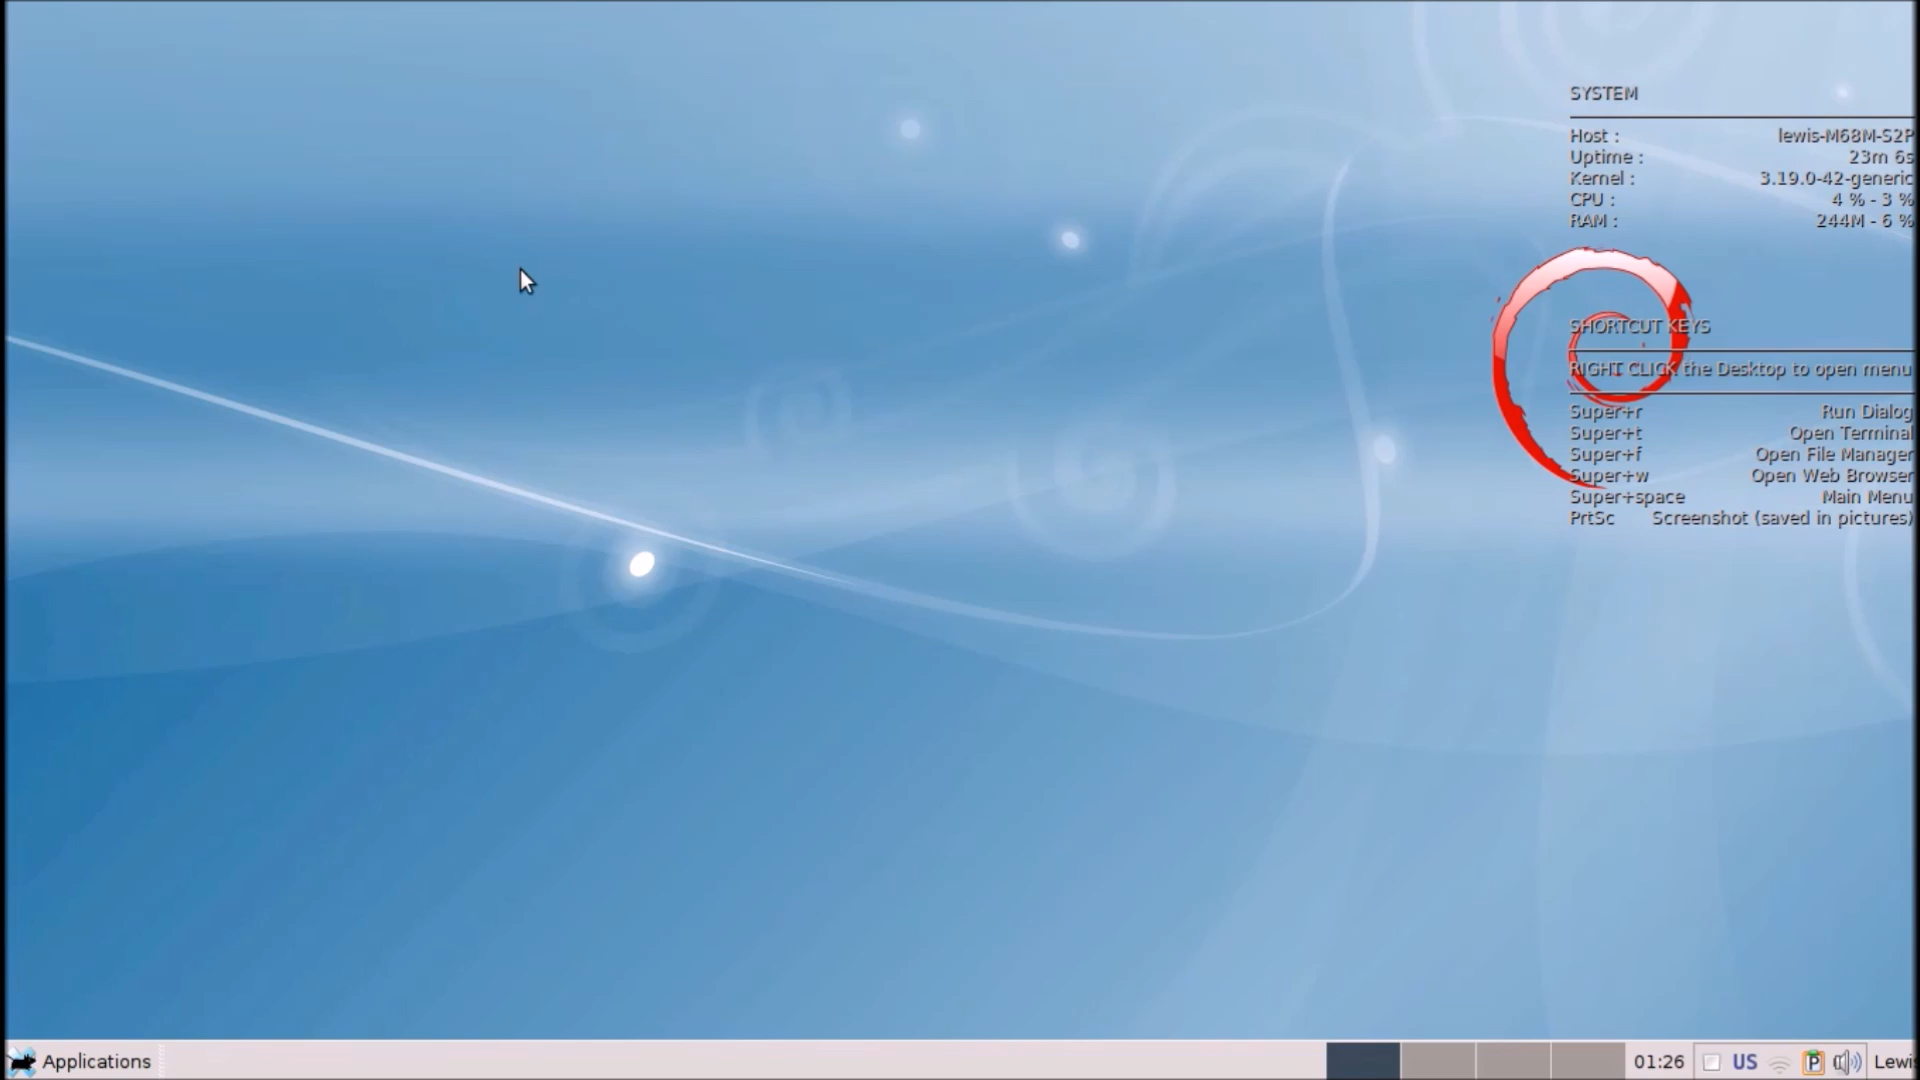 SYSTEM
Host : lewis-M68M-S2P
Uptime : 23m 6s
Kernel : 3.19.0-42-generic
CPU : 4 % - 3 %
RAM : 244M - 6 %
SHORTCUT KEYS
RIGHT CLICK the Desktop to open menu
Super+r Run Dialog
Super+t Open Terminal
Super+f Open File Manager
Super+w Open Web Browser
Super+space Main Menu
PrtSc Screenshot (saved in pictures)
Applications 01:26 US P Lewis